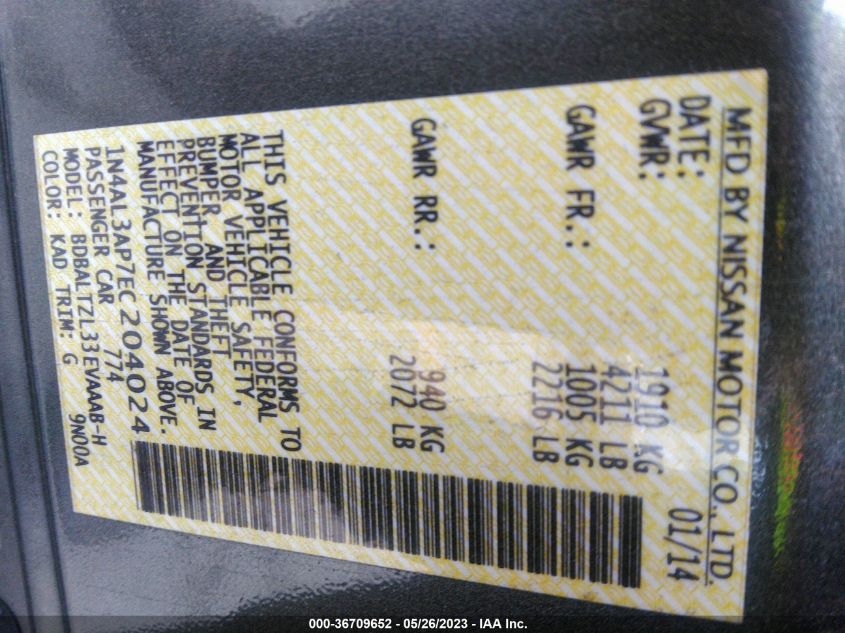 MFD BY NISSAN MOTOR CO., LTD.
DATE: 01/14
GVWR: 1910 KG
4211 LB
GAWR FR.: 1005 KG
2216 LB
GAWR RR.: 940 KG
2072 LB
THIS VEHICLE CONFORMS TO
ALL APPLICABLE FEDERAL
MOTOR VEHICLE SAFETY,
BUMPER, AND THEFT
PREVENTION STANDARDS IN
EFFECT ON THE DATE OF
MANUFACTURE SHOWN ABOVE.
1N4AL3AP7EC204024
PASSENGER CAR 774
MODEL: BDBALTZL33EVAAAB-H
COLOR: KAD TRIM: G 9N00A
000-36709652 - 05/26/2023 - IAA Inc.